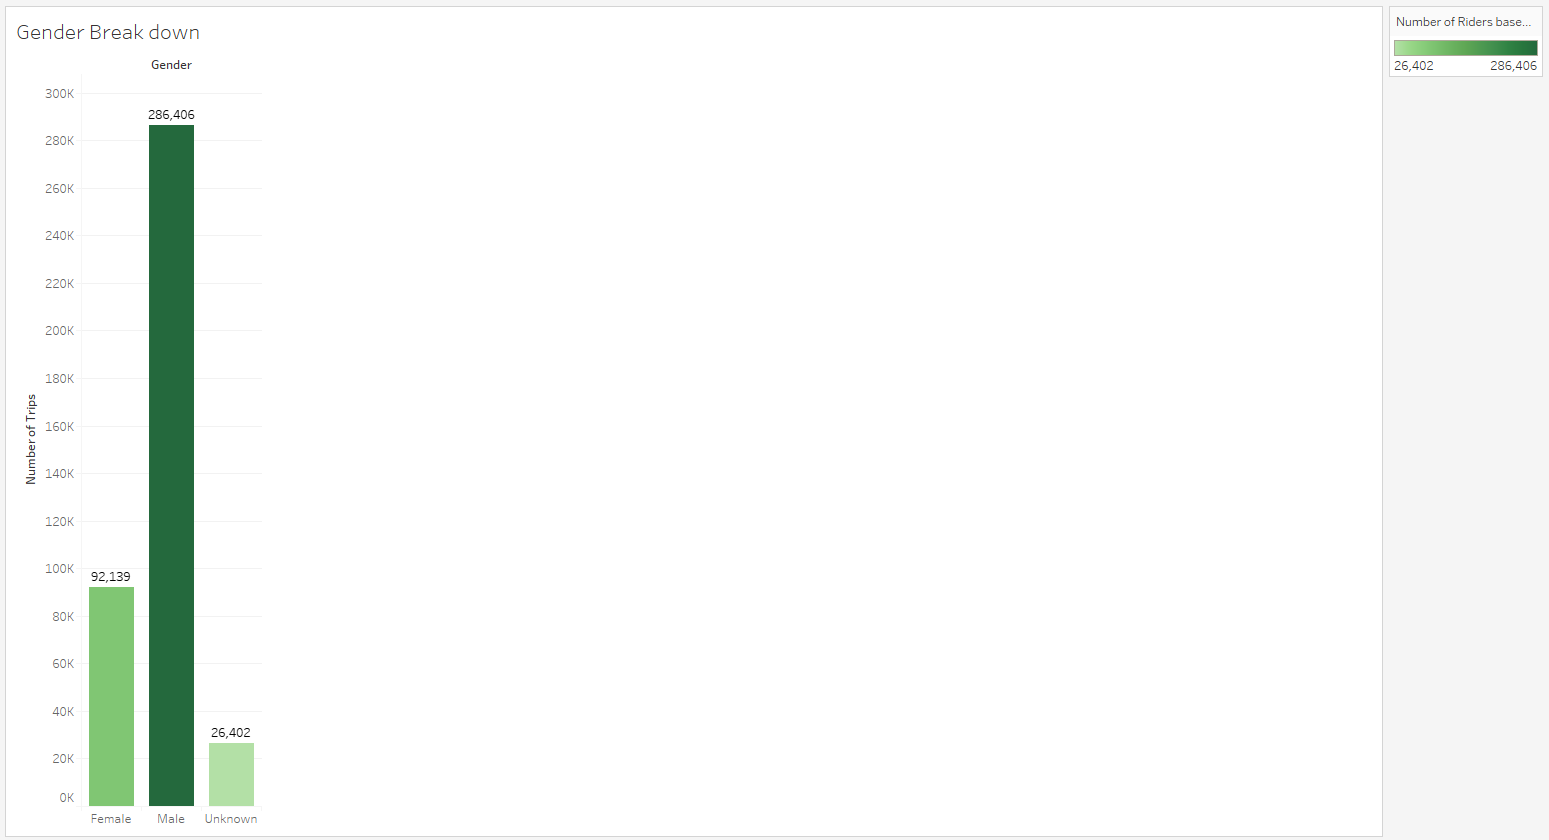 Gender Break down
Gender
Number of Trips
300K
286,406
280K
260K
240K
220K
200K
180K
160K
140K
120K
100K
92,139
80K
60K
40K
26,402
20K
0K
Female Male Unknown
Number of Riders base...
26,402 286,406